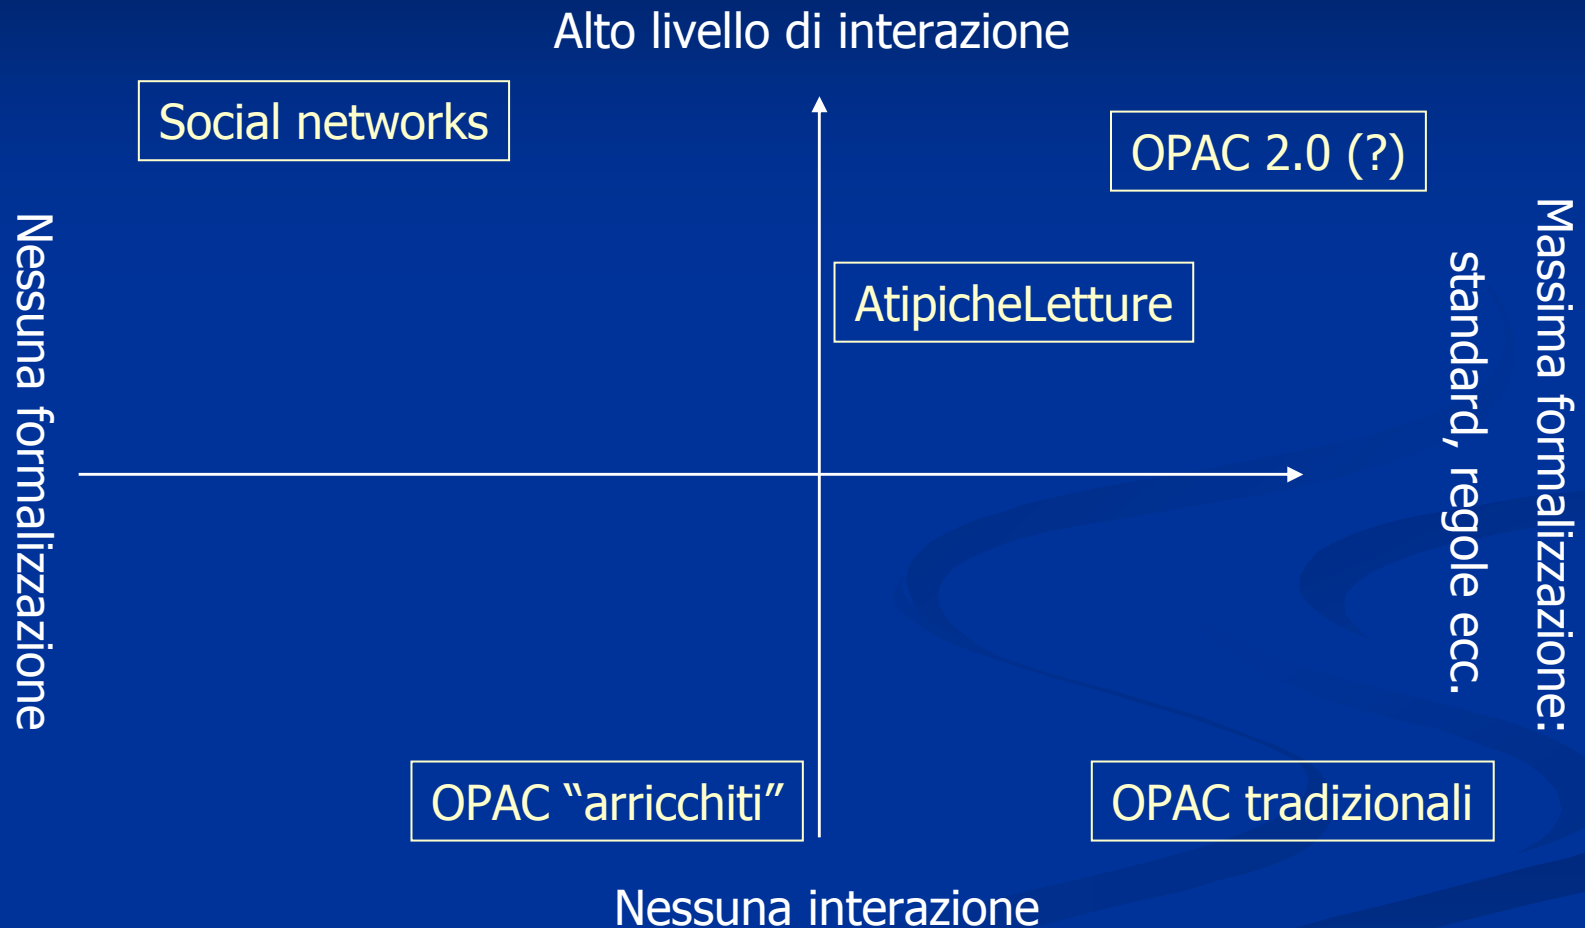 Alto livello di interazione
Social networks
OPAC 2.0 (?)
AtipicheLetture
Nessuna formalizzazione
Massima formalizzazione:
standard, regole ecc.
OPAC “arricchiti”
OPAC tradizionali
Nessuna interazione